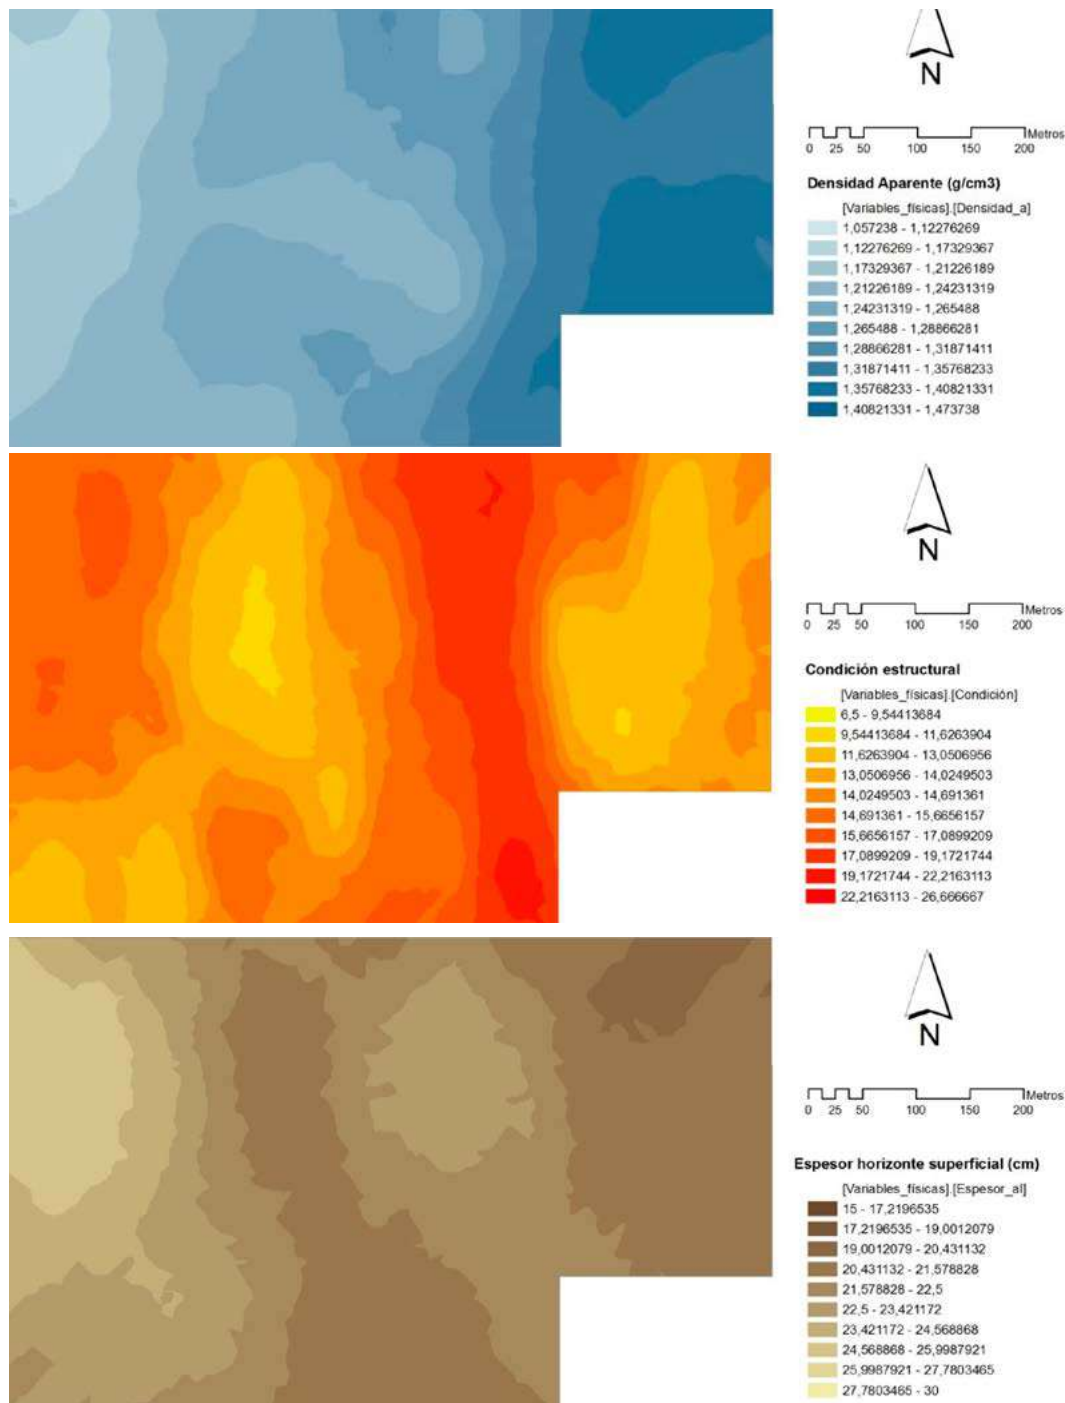 N
Metros
0 25 50 100 150 200
Densidad Aparente (g/cm3)
[Variables_físicas].[Densidad_a]
1,057238 - 1,12276269
1,12276269 - 1,17329367
1,17329367 - 1,21226189
1,21226189 - 1,24231319
1,24231319 - 1,265488
1,265488 - 1,28866281
1,28866281 - 1,31871411
1,31871411 - 1,35768233
1,35768233 - 1,40821331
1,40821331 - 1,473738
N
Metros
0 25 50 100 150 200
Condición estructural
[Variables_físicas].[Condición]
6,5 - 9,54413684
9,54413684 - 11,6263904
11,6263904 - 13,0506956
13,0506956 - 14,0249503
14,0249503 - 14,691361
14,691361 - 15,6656157
15,6656157 - 17,0899209
17,0899209 - 19,1721744
19,1721744 - 22,2163113
22,2163113 - 26,666667
N
Metros
0 25 50 100 150 200
Espesor horizonte superficial (cm)
[Variables_físicas].[Espesor_al]
15 - 17,2196535
17,2196535 - 19,0012079
19,0012079 - 20,431132
20,431132 - 21,578828
21,578828 - 22,5
22,5 - 23,421172
23,421172 - 24,568868
24,568868 - 25,9987921
25,9987921 - 27,7803465
27,7803465 - 30